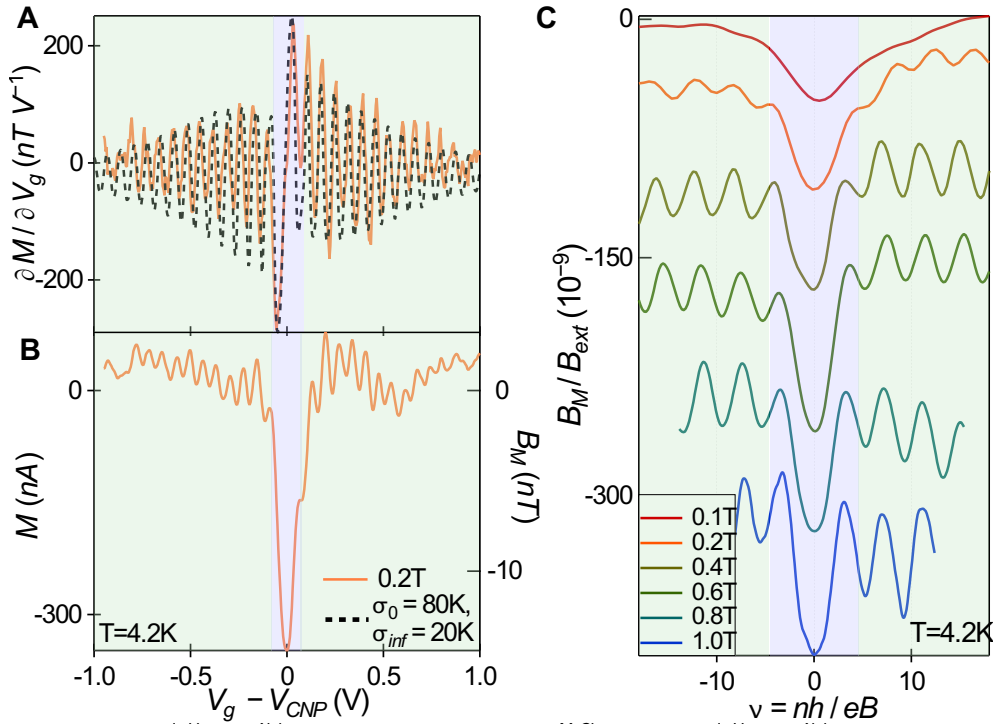 A
200
0
-200
∂M / ∂V_g (nT V⁻¹)
B
0
-300
M (nA)
0
-10
B_M (nT)
0.2T
σ₀ = 80K,
σ_inf = 20K
T=4.2K
-1.0
-0.5
0.0
0.5
1.0
V_g − V_CNP (V)
C
0
-150
-300
B_M / B_ext (10⁻⁹)
0.1T
0.2T
0.4T
0.6T
0.8T
1.0T
T=4.2K
-10
0
10
ν = nh / eB